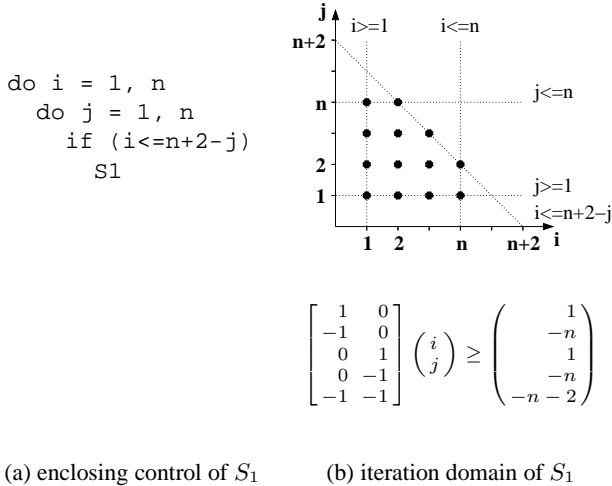 do i = 1, n
do j = 1, n
if (i<=n+2-j)
S1
j
i>=1 i<=n
n+2
n
j<=n
2
1
j>=1
i<=n+2−j
1 2 n n+2 i
1 0
−1 0
0 1
0 −1
−1 −1
i
j
≥
1
−n
1
−n
−n − 2
(a) enclosing control of S1 (b) iteration domain of S1